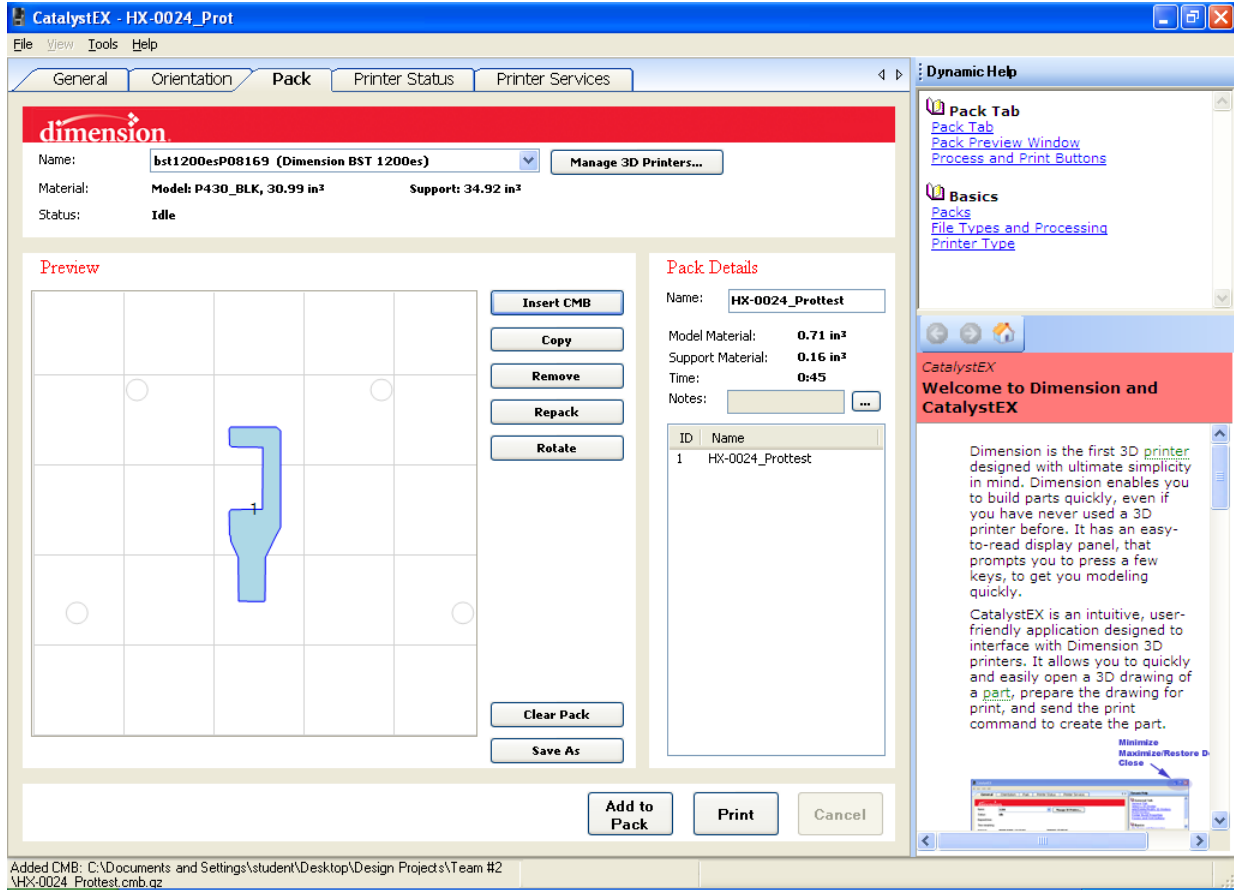 CatalystEX - HX-0024_Prot
File View Tools Help
General Orientation Pack Printer Status Printer Services
dimension.
Name: bst1200esP08169 (Dimension BST 1200es) Manage 3D Printers...
Material: Model: P430_BLK, 30.99 in³ Support: 34.92 in³
Status: Idle
Preview
1
Insert CMB
Copy
Remove
Repack
Rotate
Clear Pack
Save As
Pack Details
Name: HX-0024_Prottest
Model Material: 0.71 in³
Support Material: 0.16 in³
Time: 0:45
Notes: ...
ID Name
1 HX-0024_Prottest
Add to
Pack
Print
Cancel
Added CMB: C:\Documents and Settings\student\Desktop\Design Projects\Team #2
\HX-0024_Prottest.cmb.gz
Dynamic Help
Pack Tab
Pack Tab
Pack Preview Window
Process and Print Buttons
Basics
Packs
File Types and Processing
Printer Type
CatalystEX
Welcome to Dimension and
CatalystEX
Dimension is the first 3D printer
designed with ultimate simplicity
in mind. Dimension enables you
to build parts quickly, even if
you have never used a 3D
printer before. It has an easy-
to-read display panel, that
prompts you to press a few
keys, to get you modeling
quickly.
CatalystEX is an intuitive, user-
friendly application designed to
interface with Dimension 3D
printers. It allows you to quickly
and easily open a 3D drawing of
a part, prepare the drawing for
print, and send the print
command to create the part.
Minimize
Maximize/Restore D
Close